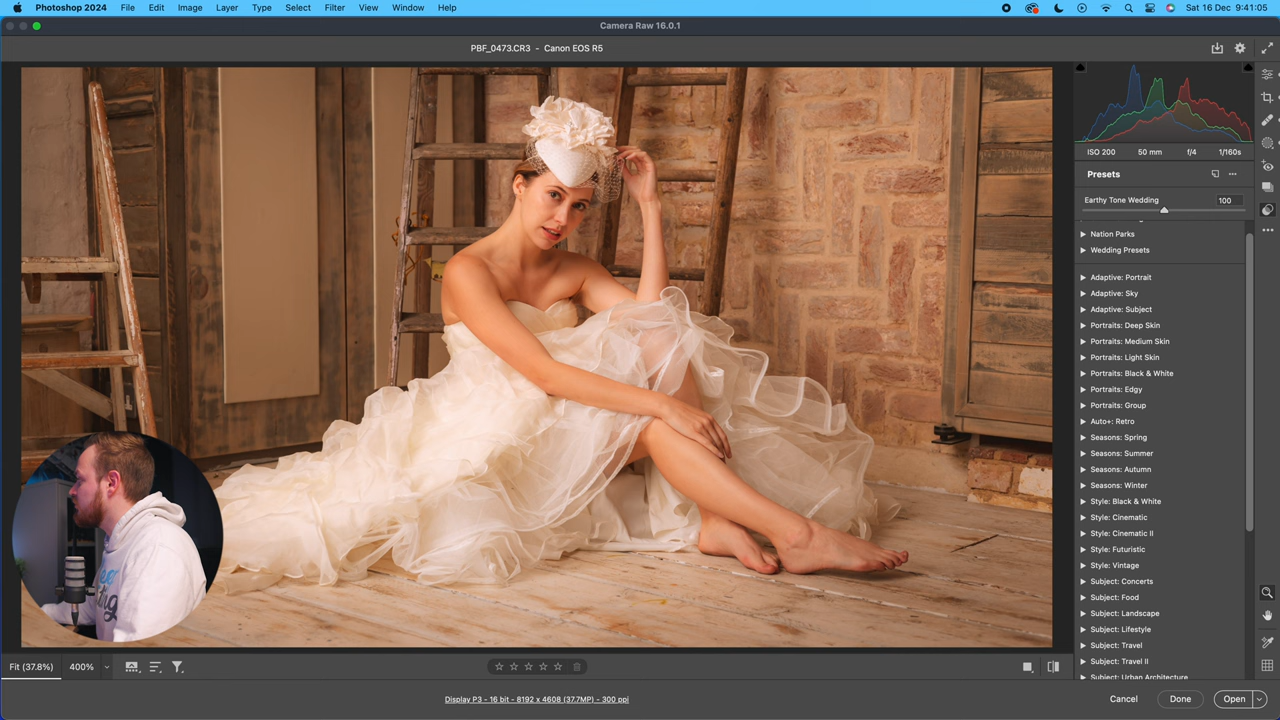 Photoshop 2024 File Edit Image Layer Type Select Filter View Window Help Sat 16 Dec 9:41:05
Camera Raw 16.0.1
PBF_0473.CR3 - Canon EOS R5
ISO 200 50 mm f/4 1/160s
Presets
Earthy Tone Wedding 100
Nation Parks
Wedding Presets
Adaptive: Portrait
Adaptive: Sky
Adaptive: Subject
Portraits: Deep Skin
Portraits: Medium Skin
Portraits: Light Skin
Portraits: Black & White
Portraits: Edgy
Portraits: Group
Auto+: Retro
Seasons: Spring
Seasons: Summer
Seasons: Autumn
Seasons: Winter
Style: Black & White
Style: Cinematic
Style: Cinematic II
Style: Futuristic
Style: Vintage
Subject: Concerts
Subject: Food
Subject: Landscape
Subject: Lifestyle
Subject: Travel
Subject: Travel II
Subject: Urban Architecture
Fit (37.8%) 400%
Display P3 - 16 bit - 8192 x 4608 (37.7MP) - 300 ppi
Cancel Done Open